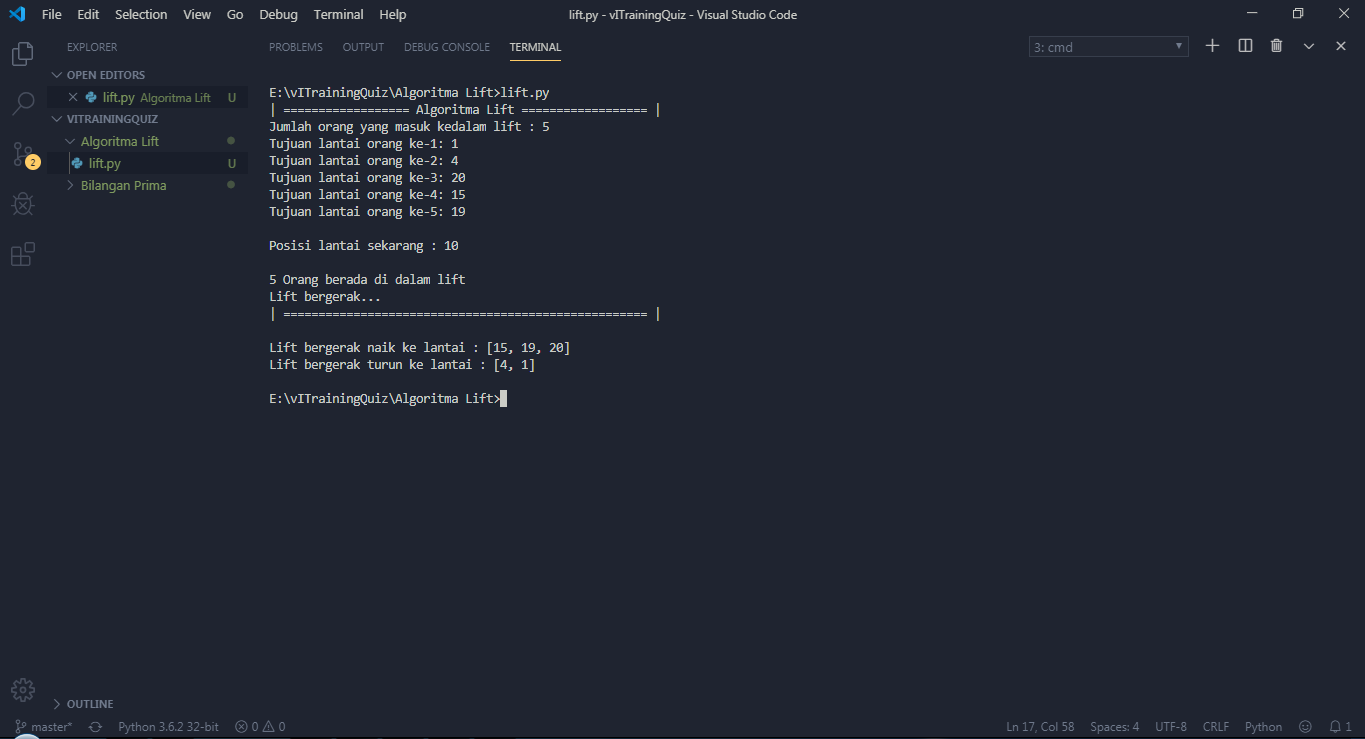 File Edit Selection View Go Debug Terminal Help
lift.py - vITrainingQuiz - Visual Studio Code
EXPLORER
OPEN EDITORS
lift.py Algoritma Lift U
VITRAININGQUIZ
Algoritma Lift
lift.py U
Bilangan Prima
2
OUTLINE
PROBLEMS OUTPUT DEBUG CONSOLE TERMINAL
3: cmd
E:\vITrainingQuiz\Algoritma Lift>lift.py
| ================== Algoritma Lift ================== |
Jumlah orang yang masuk kedalam lift : 5
Tujuan lantai orang ke-1: 1
Tujuan lantai orang ke-2: 4
Tujuan lantai orang ke-3: 20
Tujuan lantai orang ke-4: 15
Tujuan lantai orang ke-5: 19
Posisi lantai sekarang : 10
5 Orang berada di dalam lift
Lift bergerak...
| ==================================================== |
Lift bergerak naik ke lantai : [15, 19, 20]
Lift bergerak turun ke lantai : [4, 1]
E:\vITrainingQuiz\Algoritma Lift>
master* Python 3.6.2 32-bit 0 0 Ln 17, Col 58 Spaces: 4 UTF-8 CRLF Python 1